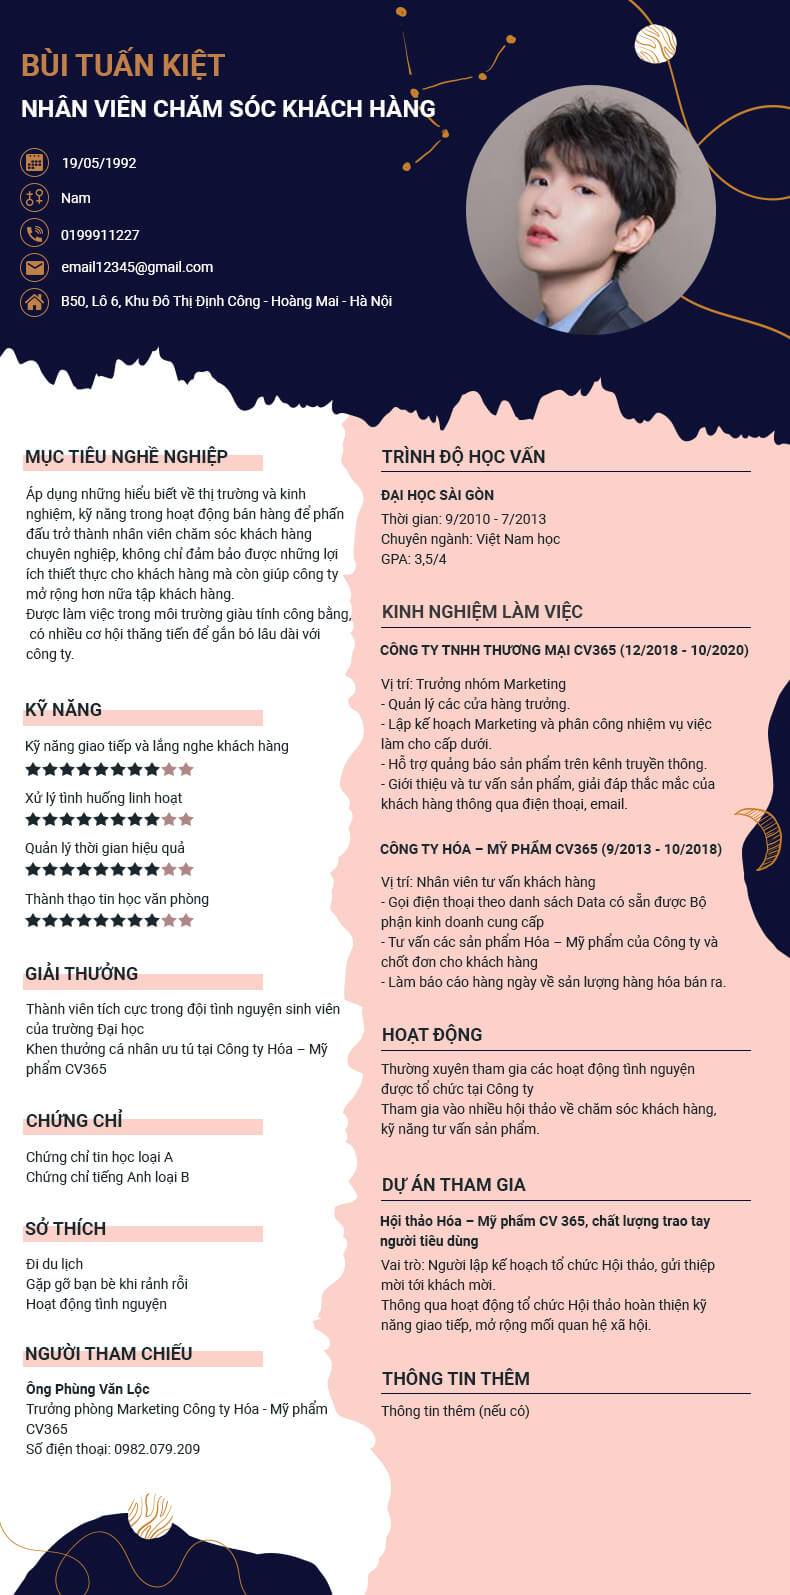 BÙI TUẤN KIỆT
NHÂN VIÊN CHĂM SÓC KHÁCH HÀNG
19/05/1992
Nam
0199911227
email12345@gmail.com
B50, Lô 6, Khu Đô Thị Định Công - Hoàng Mai - Hà Nội
MỤC TIÊU NGHỀ NGHIỆP
Áp dụng những hiểu biết về thị trường và kinh
nghiệm, kỹ năng trong hoạt động bán hàng để phấn
đấu trở thành nhân viên chăm sóc khách hàng
chuyên nghiệp, không chỉ đảm bảo được những lợi
ích thiết thực cho khách hàng mà còn giúp công ty
mở rộng hơn nữa tập khách hàng.
Được làm việc trong môi trường giàu tính công bằng,
có nhiều cơ hội thăng tiến để gắn bó lâu dài với
công ty.
KỸ NĂNG
Kỹ năng giao tiếp và lắng nghe khách hàng
Xử lý tình huống linh hoạt
Quản lý thời gian hiệu quả
Thành thạo tin học văn phòng
GIẢI THƯỞNG
Thành viên tích cực trong đội tình nguyện sinh viên
của trường Đại học
Khen thưởng cá nhân ưu tú tại Công ty Hóa – Mỹ
phẩm CV365
CHỨNG CHỈ
Chứng chỉ tin học loại A
Chứng chỉ tiếng Anh loại B
SỞ THÍCH
Đi du lịch
Gặp gỡ bạn bè khi rảnh rỗi
Hoạt động tình nguyện
NGƯỜI THAM CHIẾU
Ông Phùng Văn Lộc
Trưởng phòng Marketing Công ty Hóa - Mỹ phẩm
CV365
Số điện thoại: 0982.079.209
TRÌNH ĐỘ HỌC VẤN
ĐẠI HỌC SÀI GÒN
Thời gian: 9/2010 - 7/2013
Chuyên ngành: Việt Nam học
GPA: 3,5/4
KINH NGHIỆM LÀM VIỆC
CÔNG TY TNHH THƯƠNG MẠI CV365 (12/2018 - 10/2020)
Vị trí: Trưởng nhóm Marketing
- Quản lý các cửa hàng trưởng.
- Lập kế hoạch Marketing và phân công nhiệm vụ việc
làm cho cấp dưới.
- Hỗ trợ quảng báo sản phẩm trên kênh truyền thông.
- Giới thiệu và tư vấn sản phẩm, giải đáp thắc mắc của
khách hàng thông qua điện thoại, email.
CÔNG TY HÓA – MỸ PHẨM CV365 (9/2013 - 10/2018)
Vị trí: Nhân viên tư vấn khách hàng
- Gọi điện thoại theo danh sách Data có sẵn được Bộ
phận kinh doanh cung cấp
- Tư vấn các sản phẩm Hóa – Mỹ phẩm của Công ty và
chốt đơn cho khách hàng
- Làm báo cáo hàng ngày về sản lượng hàng hóa bán ra.
HOẠT ĐỘNG
Thường xuyên tham gia các hoạt động tình nguyện
được tổ chức tại Công ty
Tham gia vào nhiều hội thảo về chăm sóc khách hàng,
kỹ năng tư vấn sản phẩm.
DỰ ÁN THAM GIA
Hội thảo Hóa – Mỹ phẩm CV 365, chất lượng trao tay
người tiêu dùng
Vai trò: Người lập kế hoạch tổ chức Hội thảo, gửi thiệp
mời tới khách mời.
Thông qua hoạt động tổ chức Hội thảo hoàn thiện kỹ
năng giao tiếp, mở rộng mối quan hệ xã hội.
THÔNG TIN THÊM
Thông tin thêm (nếu có)